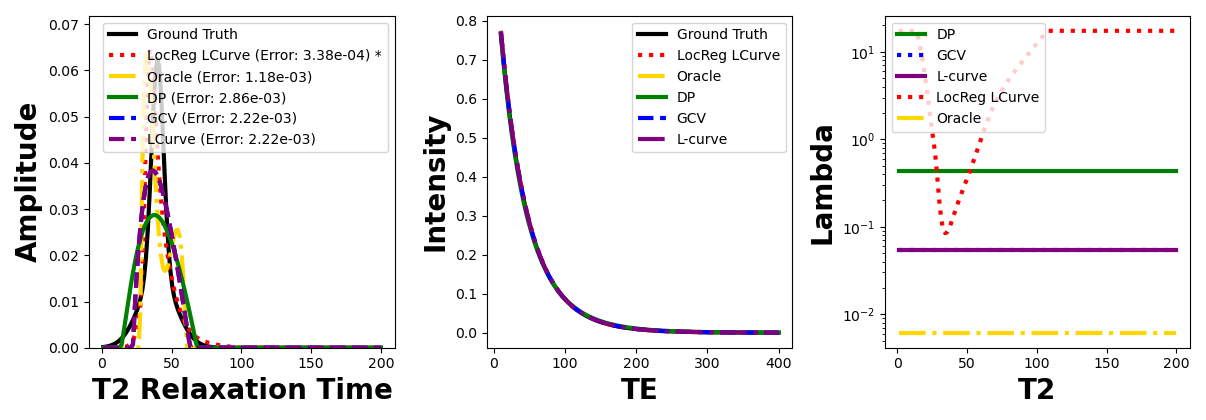 Amplitude
0.07
0.06
0.05
0.04
0.03
0.02
0.01
0.00
Ground Truth
LocReg LCurve (Error: 3.38e-04) *
Oracle (Error: 1.18e-03)
DP (Error: 2.86e-03)
GCV (Error: 2.22e-03)
LCurve (Error: 2.22e-03)
0 50 100 150 200
T2 Relaxation Time
Intensity
0.8
0.7
0.6
0.5
0.4
0.3
0.2
0.1
0.0
Ground Truth
LocReg LCurve
Oracle
DP
GCV
L-curve
0 100 200 300 400
TE
Lambda
10¹
10⁰
10⁻¹
10⁻²
DP
GCV
L-curve
LocReg LCurve
Oracle
0 50 100 150 200
T2